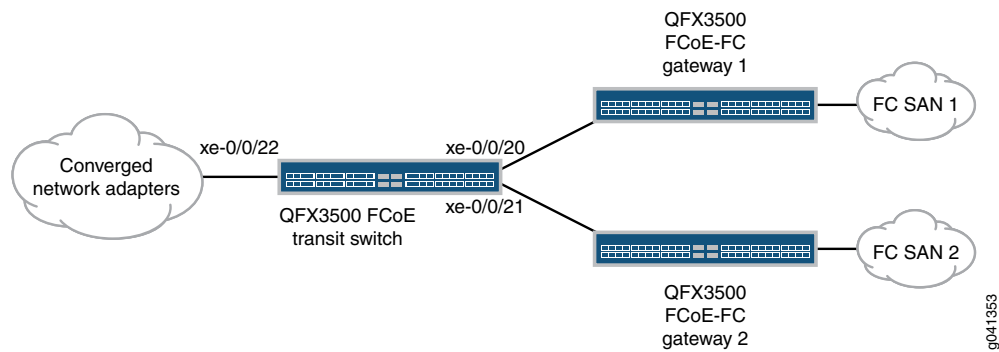 QFX3500
FCoE-FC
gateway 1
FC SAN 1
xe-0/0/22
xe-0/0/20
Converged
network adapters
xe-0/0/21
QFX3500 FCoE
transit switch
FC SAN 2
QFX3500
FCoE-FC
gateway 2
g041353